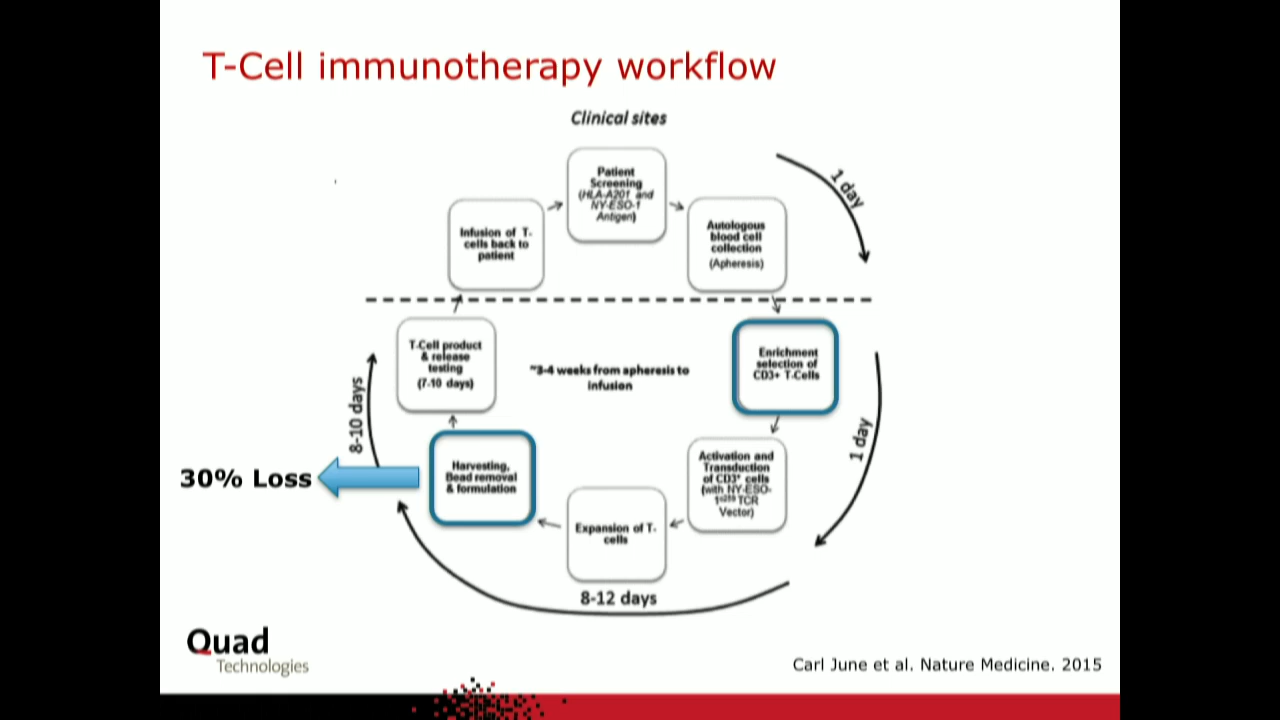 T-Cell immunotherapy workflow
Clinical sites
Patient
Screening
(HLA-A201 and
NY-ESO-1
Antigen)
1 day
Autologous
blood cell
collection
(Apheresis)
Infusion of T-
cells back to
patient
T-Cell product
& release
testing
(7-10 days)
~3-4 weeks from apheresis to
infusion
Enrichment
selection of
CD3+ T-Cells
8-10 days
1 day
30% Loss
Harvesting,
Bead removal
& formulation
Activation and
Transduction
of CD3⁺ cells
(with NY-ESO-
TCR
Vector)
Expansion of T-
cells
8-12 days
Quad
Technologies
Carl June et al. Nature Medicine. 2015